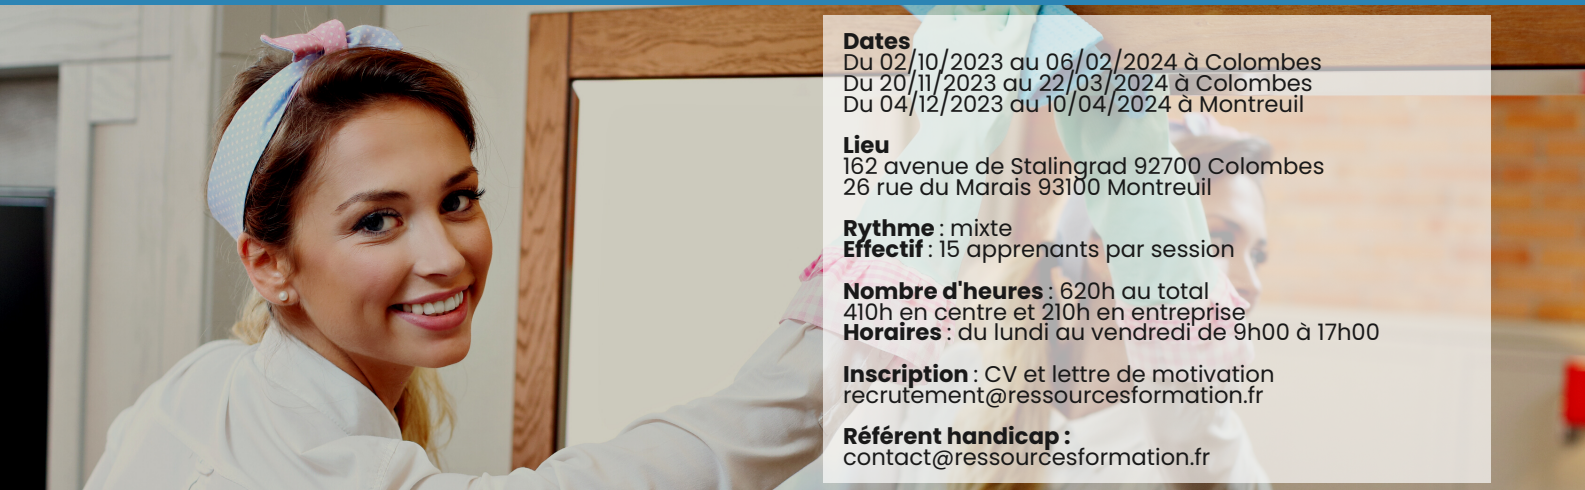 Dates
Du 02/10/2023 au 06/02/2024 à Colombes
Du 20/11/2023 au 22/03/2024 à Colombes
Du 04/12/2023 au 10/04/2024 à Montreuil
Lieu
162 avenue de Stalingrad 92700 Colombes
26 rue du Marais 93100 Montreuil
Rythme : mixte
Effectif : 15 apprenants par session
Nombre d'heures : 620h au total
410h en centre et 210h en entreprise
Horaires : du lundi au vendredi de 9h00 à 17h00
Inscription : CV et lettre de motivation
recrutement@ressourcesformation.fr
Référent handicap :
contact@ressourcesformation.fr